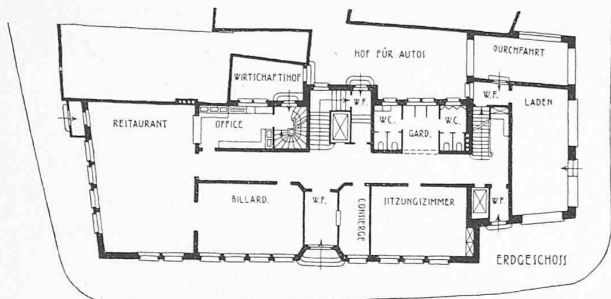 HOF FÜR AUTOS
DURCHFAHRT
WIRTSCHAFTSHOF
W.F.
W.F.
LADEN
RESTAURANT
OFFICE
W.C.
GARD.
W.C.
BILLARD.
W.F.
CONCIERGE
SITZUNGSZIMMER
W.F.
ERDGESCHOSS